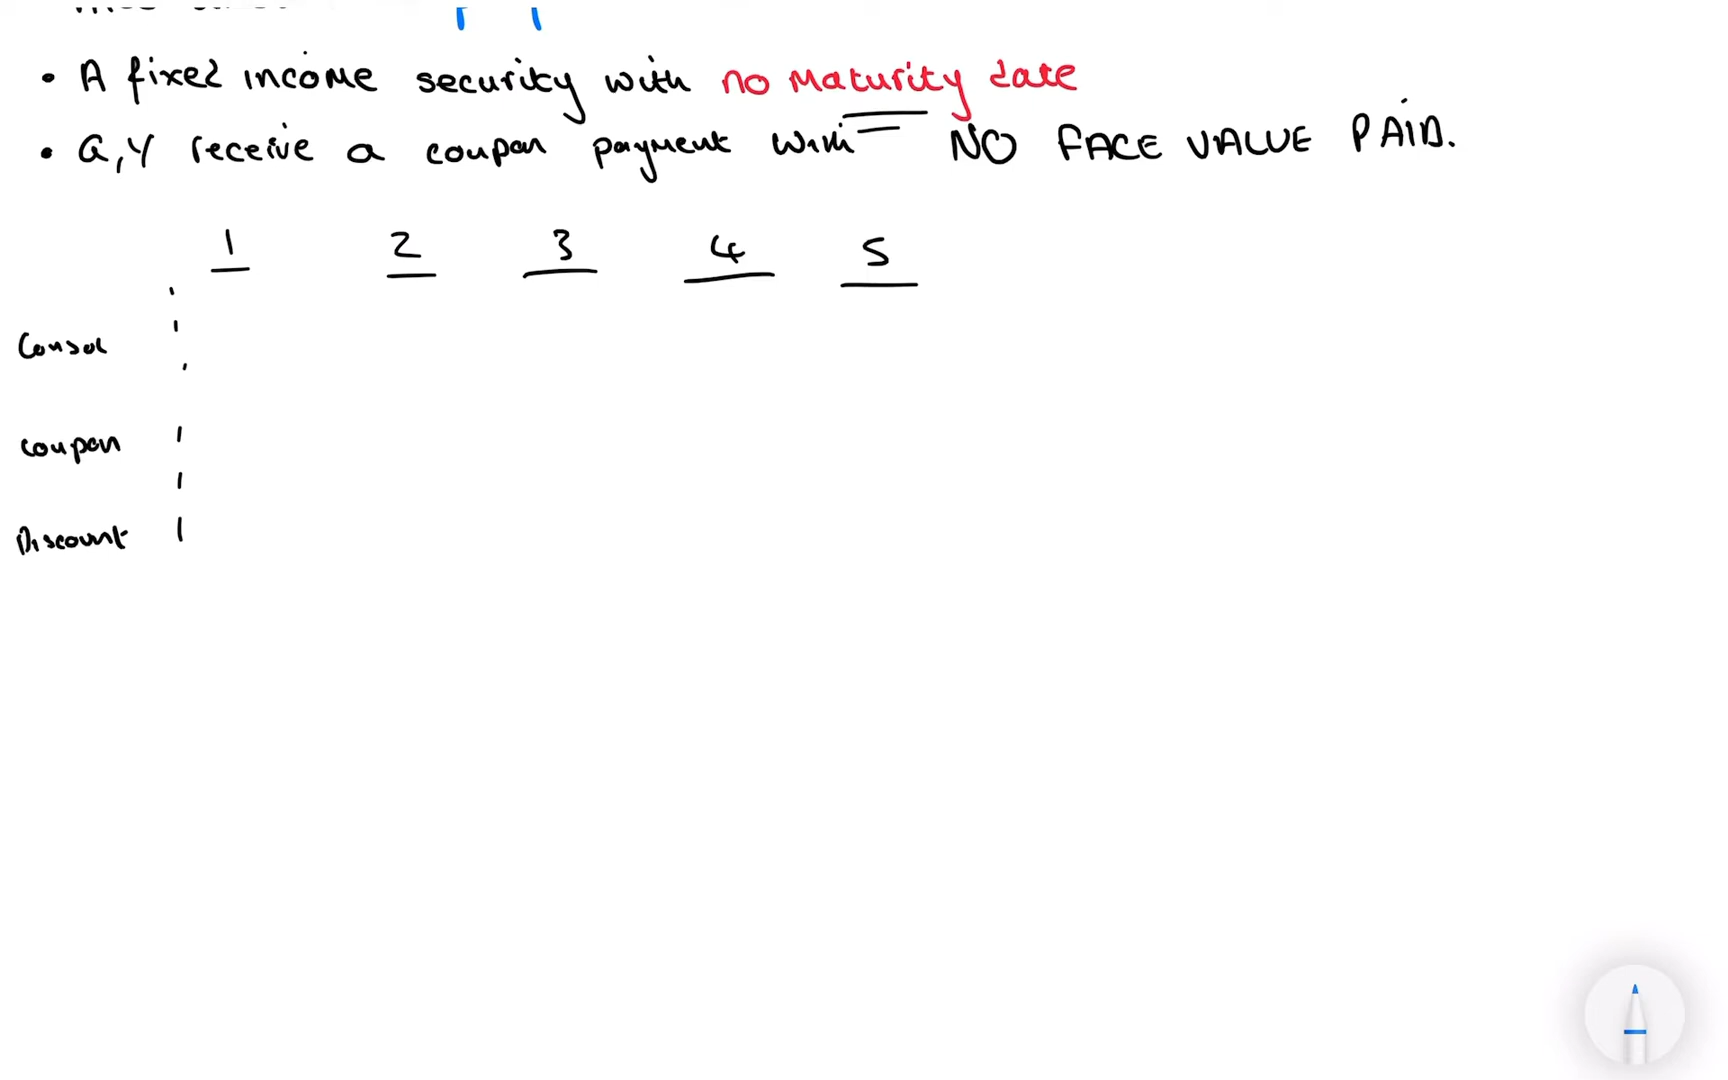 • A fixed income security with no maturity date
• Q,Y receive a coupon payment with NO FACE VALUE PAID.
1 2 3 4 5
Consol
Coupon
Discount